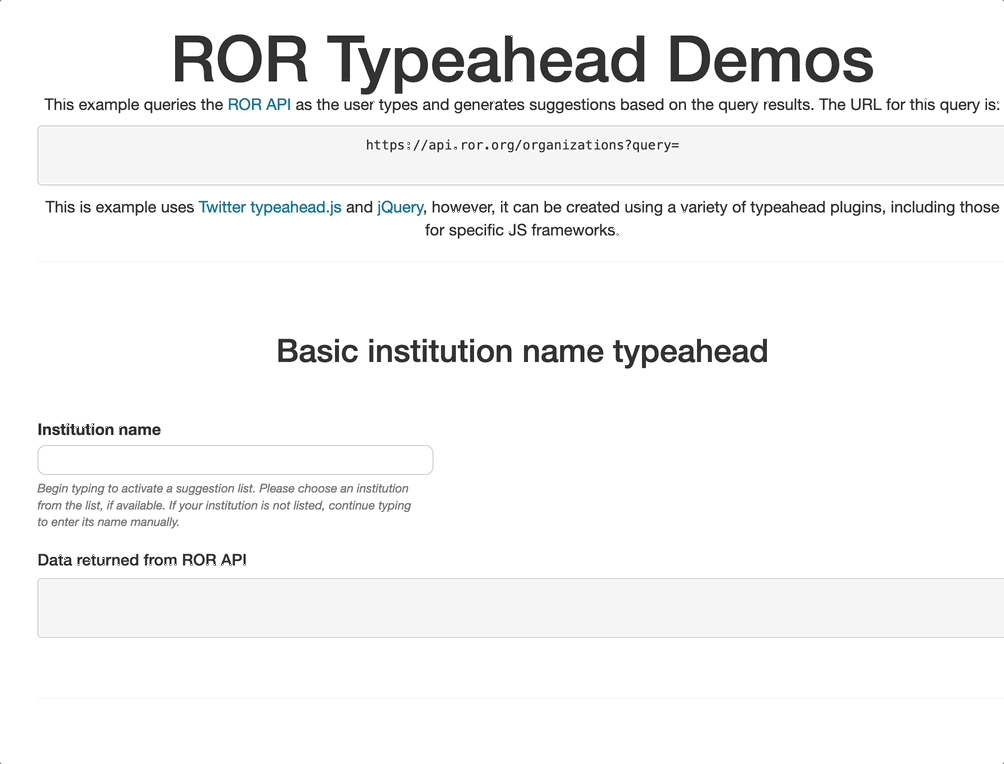 ROR Typeahead Demos
This example queries the ROR API as the user types and generates suggestions based on the query results. The URL for this query is:
https://api.ror.org/organizations?query=
This is example uses Twitter typeahead.js and jQuery, however, it can be created using a variety of typeahead plugins, including those
for specific JS frameworks.
Basic institution name typeahead
Institution name
Begin typing to activate a suggestion list. Please choose an institution
from the list, if available. If your institution is not listed, continue typing
to enter its name manually.
Data returned from ROR API